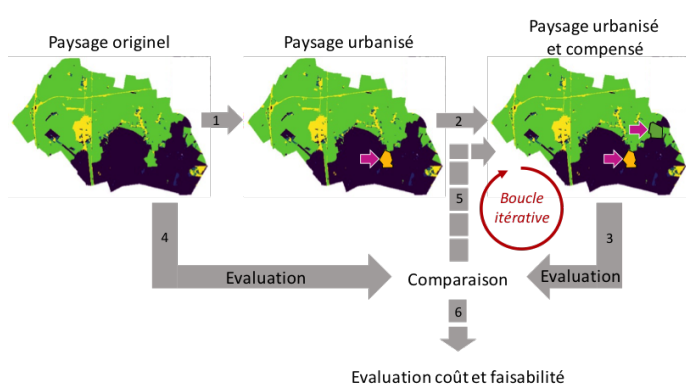 Paysage originel
Paysage urbanisé
Paysage urbanisé
et compensé
1
2
5
Boucle
itérative
4
3
Evaluation
Comparaison
Evaluation
6
Evaluation coût et faisabilité